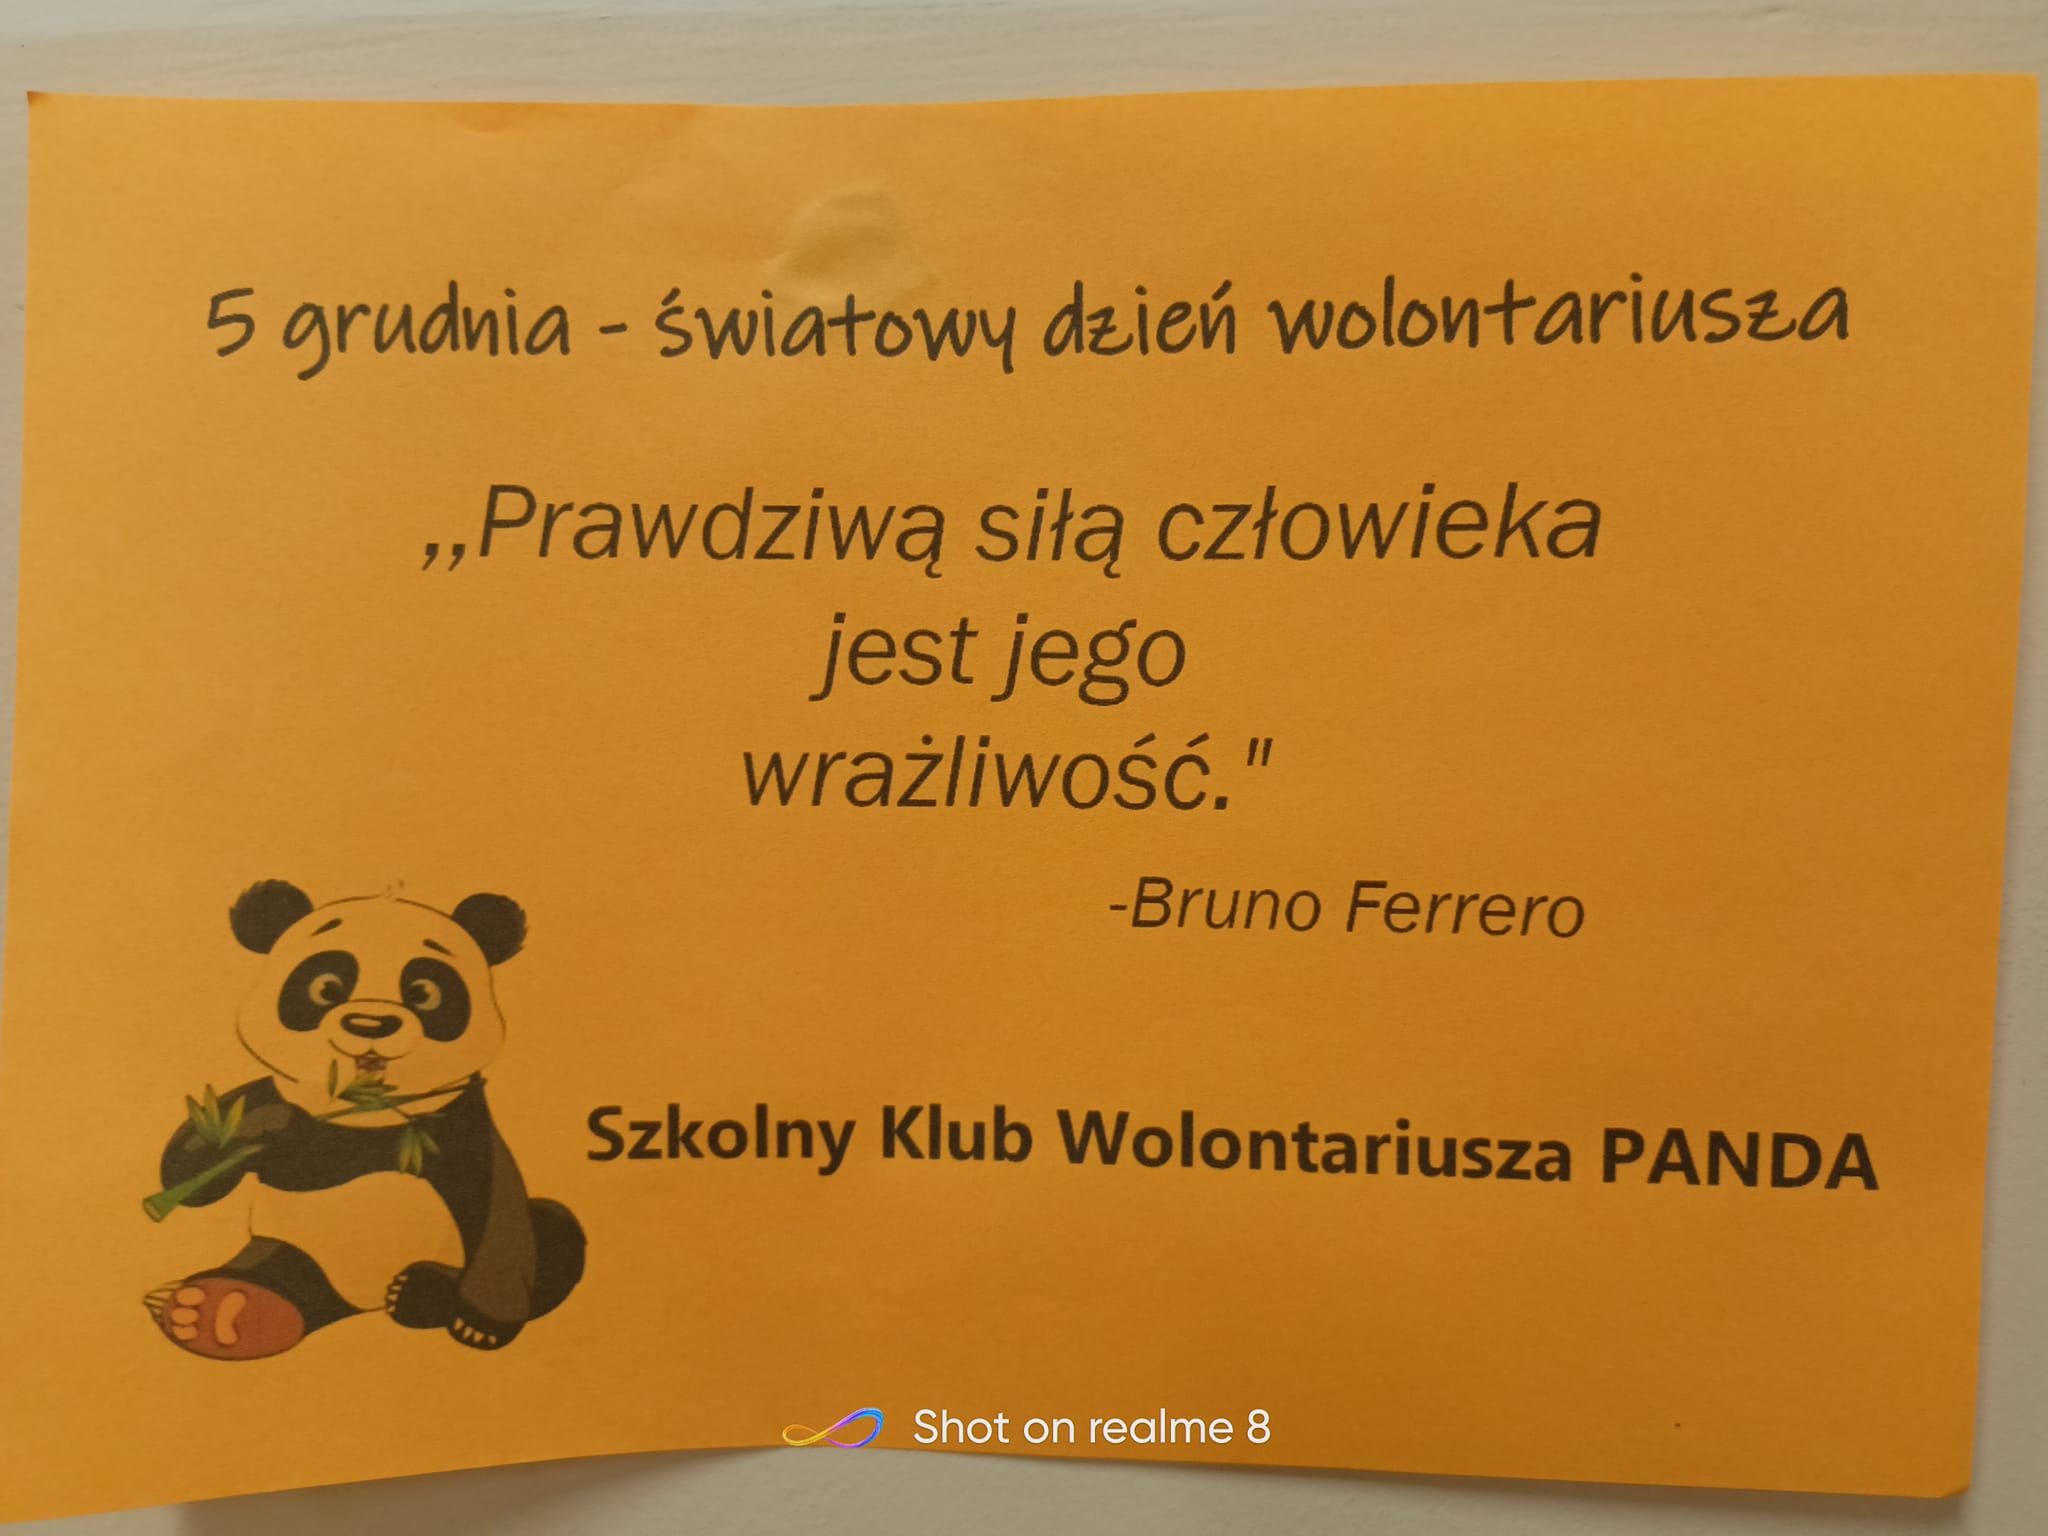 5 grudnia - światowy dzień wolontariusza
,,Prawdziwą siłą człowieka
jest jego
wrażliwość."
-Bruno Ferrero
Szkolny Klub Wolontariusza PANDA
Shot on realme 8